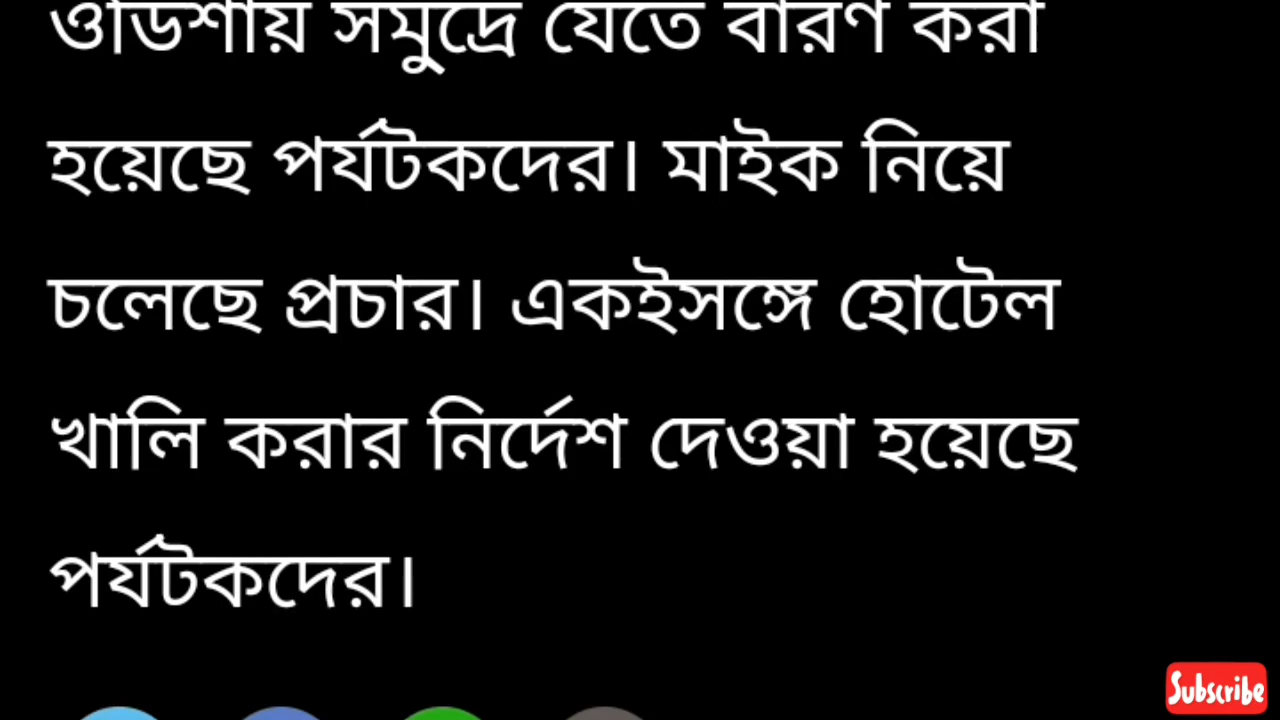 ওডিশায় সমুদ্রে যেতে বারণ করা
হয়েছে পর্যটকদের। মাইক নিয়ে
চলেছে প্রচার। একইসঙ্গে হোটেল
খালি করার নির্দেশ দেওয়া হয়েছে
পর্যটকদের।
Subscribe